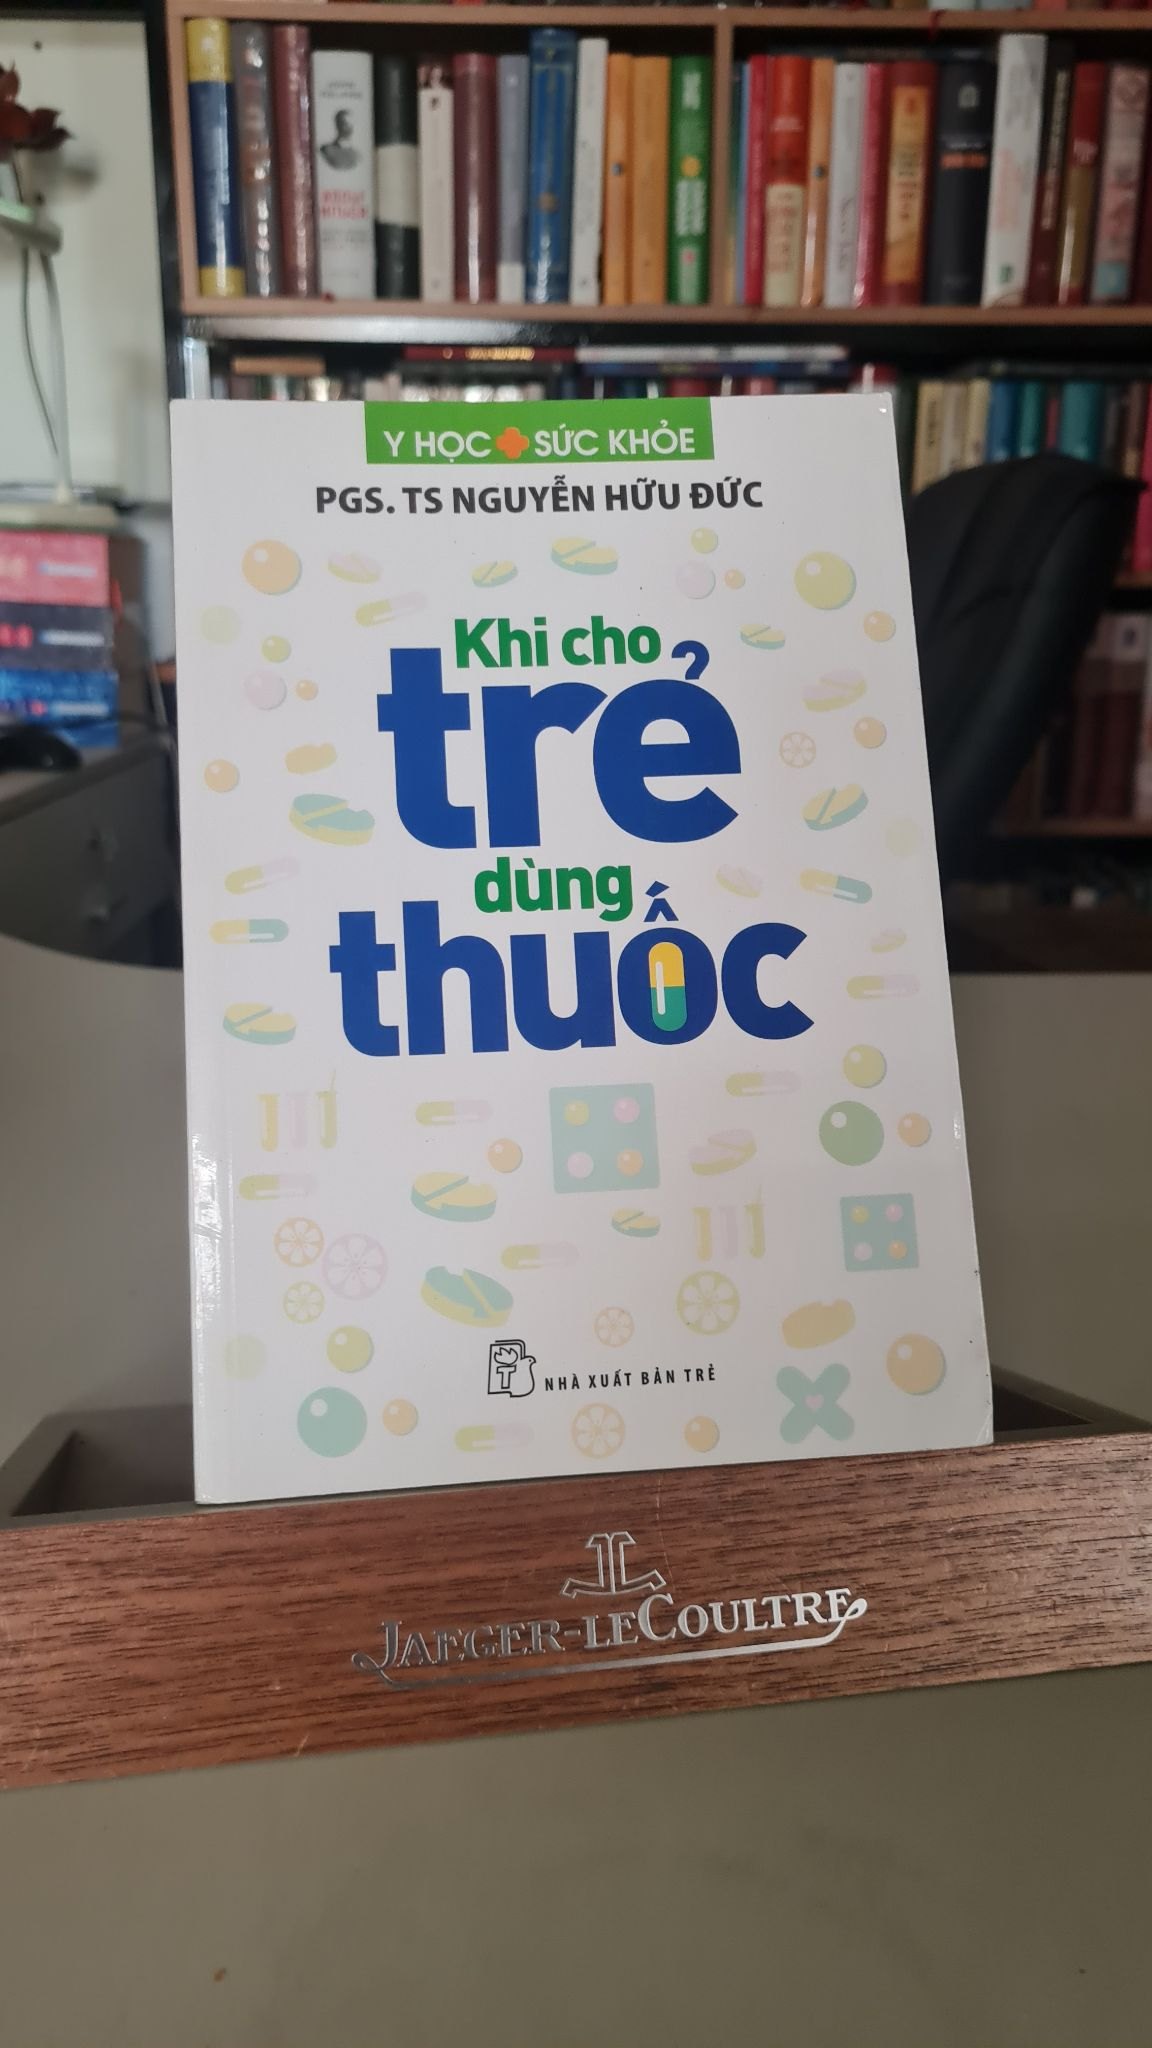 Y HỌC SỨC KHỎE
PGS. TS NGUYỄN HỮU ĐỨC
Khi cho
trẻ
dùng
thuốc
T
NHÀ XUẤT BẢN TRẺ
JL
JAEGER-LECOULTRE